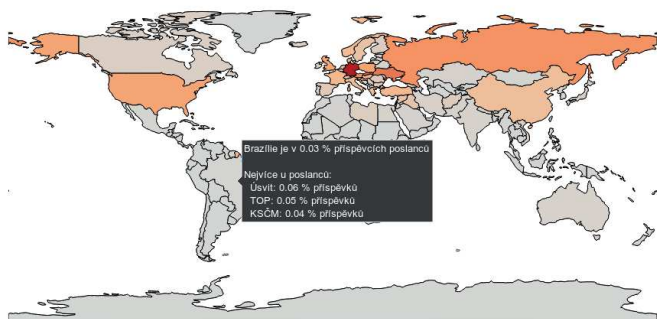 Brazílie je v 0.03 % příspěvcích poslanců
Nejvíce u poslanců:
Úsvit: 0.06 % příspěvků
TOP: 0.05 % příspěvků
KSČM: 0.04 % příspěvků